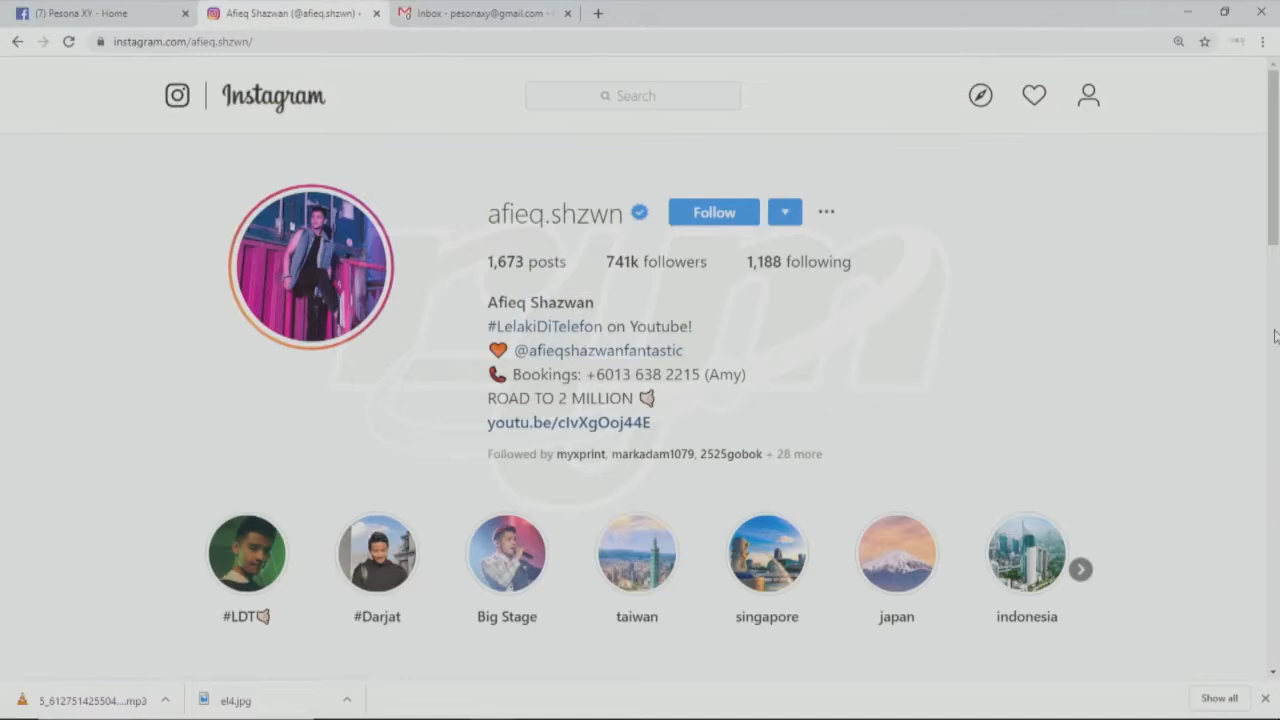 (7) Pesona XY - Home
Afieq Shazwan (@afieq.shzwn) •
Inbox - pesonaxy@gmail.com -
instagram.com/afieq.shzwn/
Instagram
Search
afieq.shzwn
Follow
1,673 posts 741k followers 1,188 following
Afieq Shazwan
#LelakiDiTelefon on Youtube!
🧡 @afieqshazwanfantastic
📞 Bookings: +6013 638 2215 (Amy)
ROAD TO 2 MILLION
youtu.be/cIvXgOoj44E
Followed by myxprint, markadam1079, 2525gobok + 28 more
#LDT #Darjat Big Stage taiwan singapore japan indonesia
5_612751425504....mp3
el4.jpg
Show all